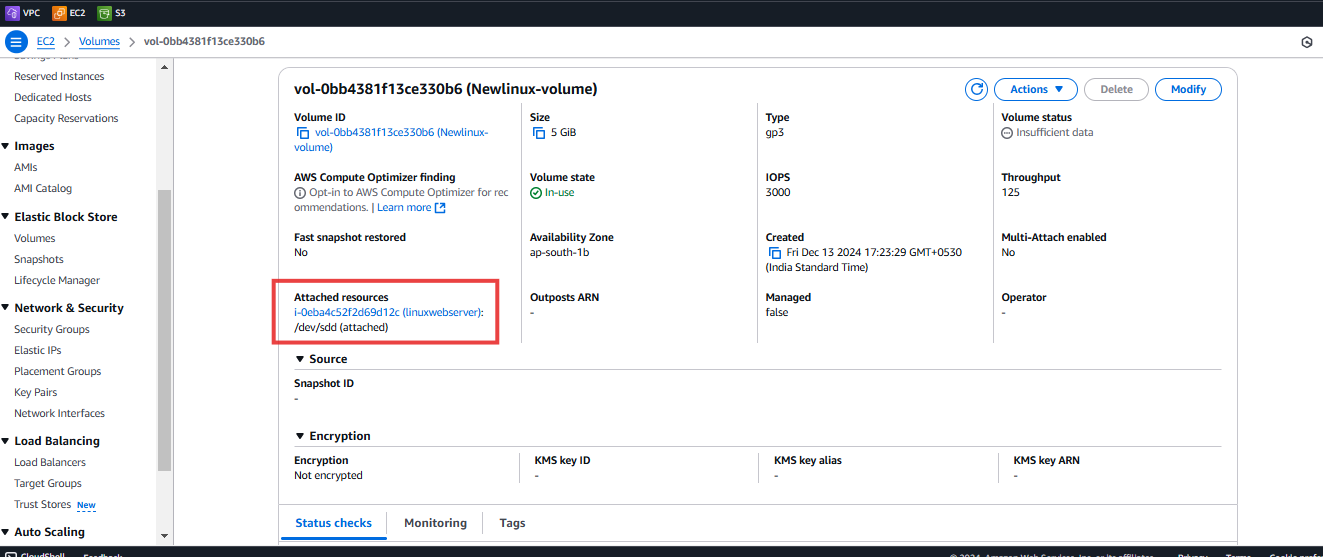 VPC EC2 S3
EC2 > Volumes > vol-0bb4381f13ce330b6
Reserved Instances
Dedicated Hosts
Capacity Reservations
Images
AMIs
AMI Catalog
Elastic Block Store
Volumes
Snapshots
Lifecycle Manager
Network & Security
Security Groups
Elastic IPs
Placement Groups
Key Pairs
Network Interfaces
Load Balancing
Load Balancers
Target Groups
Trust Stores New
Auto Scaling
vol-0bb4381f13ce330b6 (Newlinux-volume)
Actions Delete Modify
Volume ID
vol-0bb4381f13ce330b6 (Newlinux-
volume)
Size
5 GiB
Type
gp3
Volume status
Insufficient data
AWS Compute Optimizer finding
Opt-in to AWS Compute Optimizer for rec
ommendations. | Learn more
Volume state
In-use
IOPS
3000
Throughput
125
Fast snapshot restored
No
Availability Zone
ap-south-1b
Created
Fri Dec 13 2024 17:23:29 GMT+0530
(India Standard Time)
Multi-Attach enabled
No
Attached resources
i-0eba4c52f2d69d12c (linuxwebserver):
/dev/sdd (attached)
Outposts ARN
-
Managed
false
Operator
-
Source
Snapshot ID
-
Encryption
Encryption
Not encrypted
KMS key ID
-
KMS key alias
-
KMS key ARN
-
Status checks Monitoring Tags
CloudShell Feedback